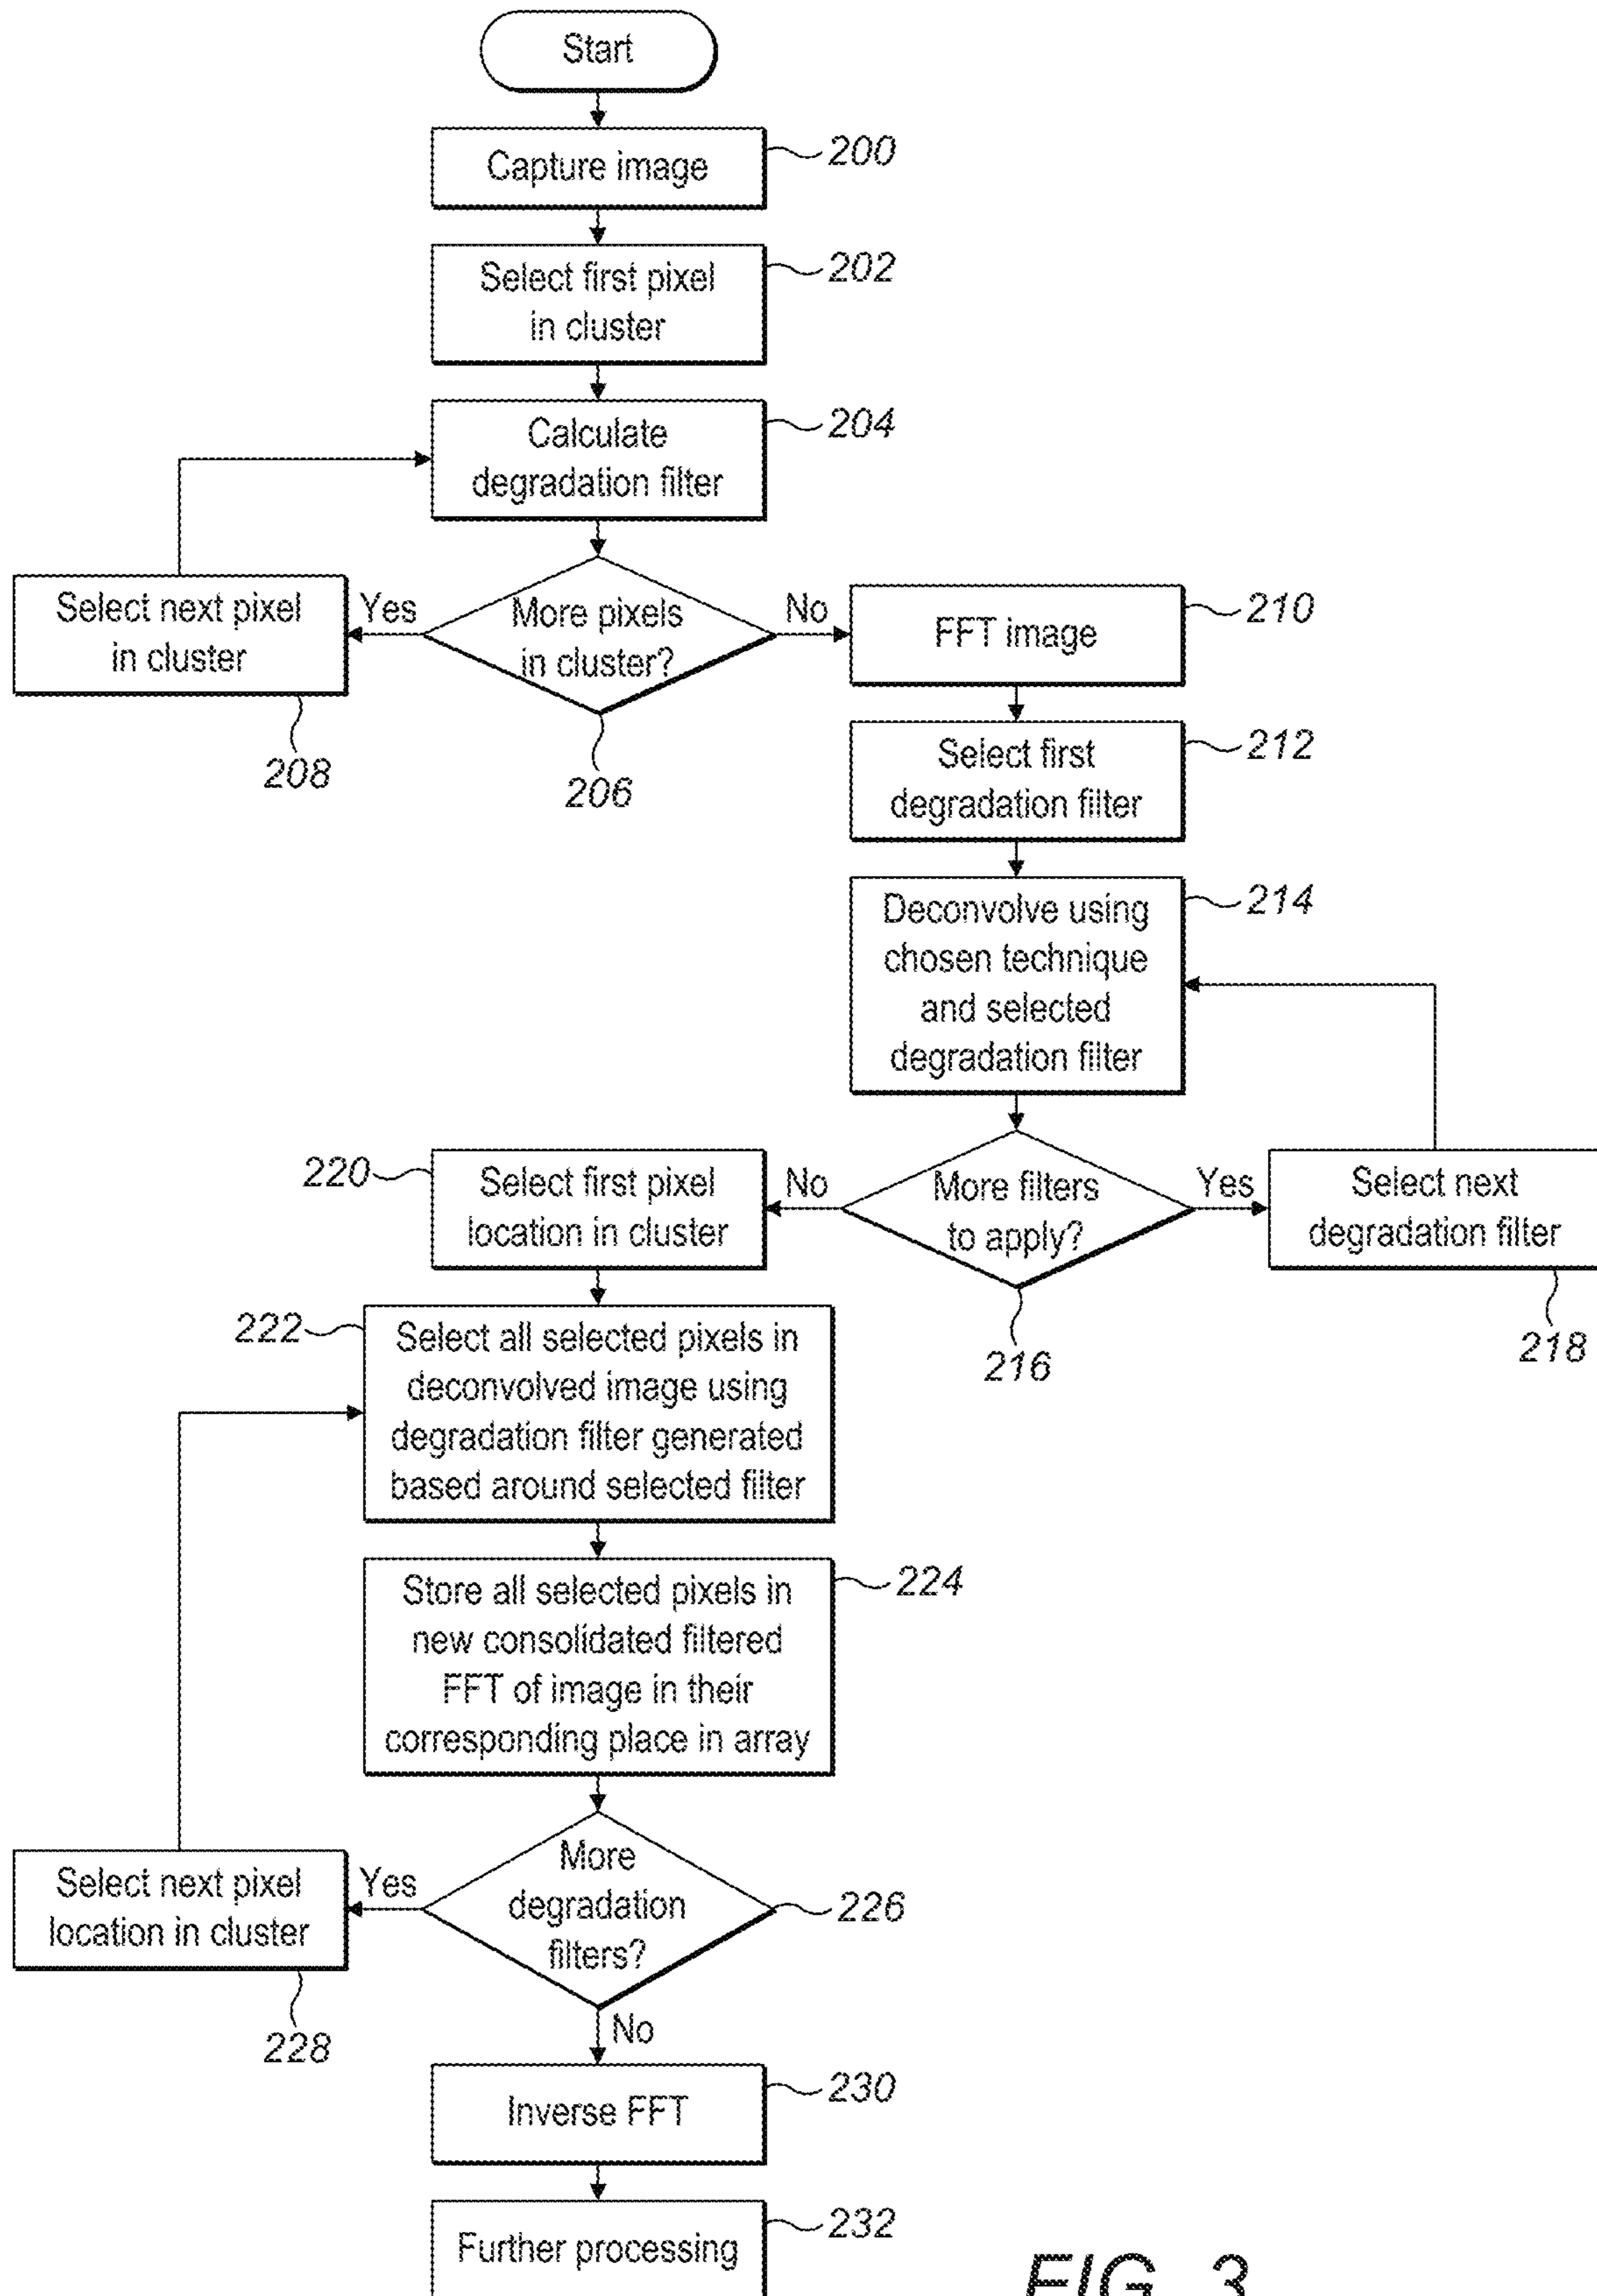 Start
Capture image
200
Select first pixel
in cluster
202
Calculate
degradation filter
204
Select next pixel
in cluster
208
Yes
More pixels
in cluster?
206
No
FFT image
210
Select first
degradation filter
212
Deconvolve using
chosen technique
and selected
degradation filter
214
220
Select first pixel
location in cluster
No
More filters
to apply?
216
Yes
Select next
degradation filter
218
222
Select all selected pixels in
deconvolved image using
degradation filter generated
based around selected filter
Store all selected pixels in
new consolidated filtered
FFT of image in their
corresponding place in array
224
Select next pixel
location in cluster
228
Yes
More
degradation
filters?
226
No
Inverse FFT
230
Further processing
232
FIG. 3